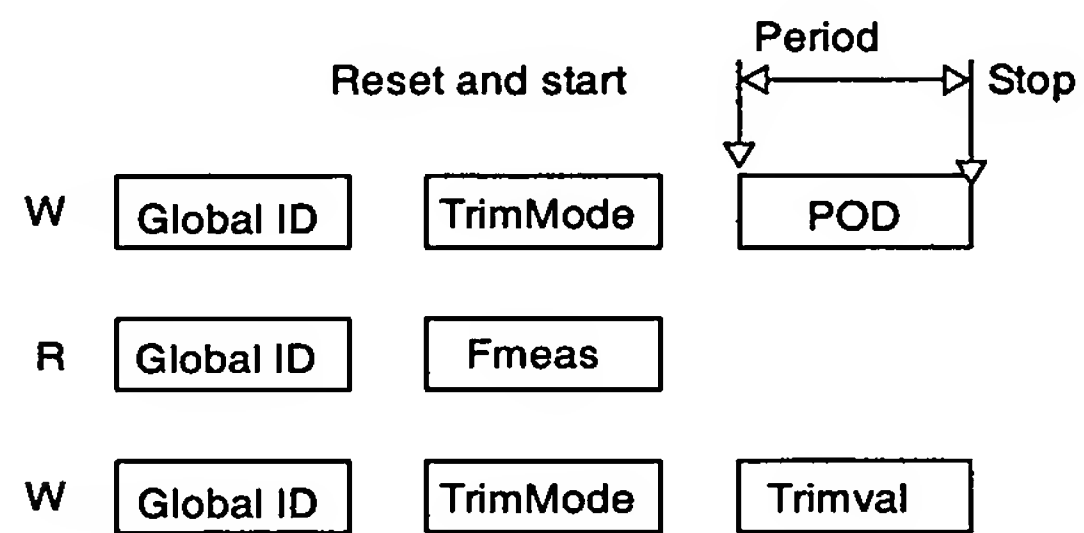 Period
Reset and start Stop
W Global ID TrimMode POD
R Global ID Fmeas
W Global ID TrimMode Trimval